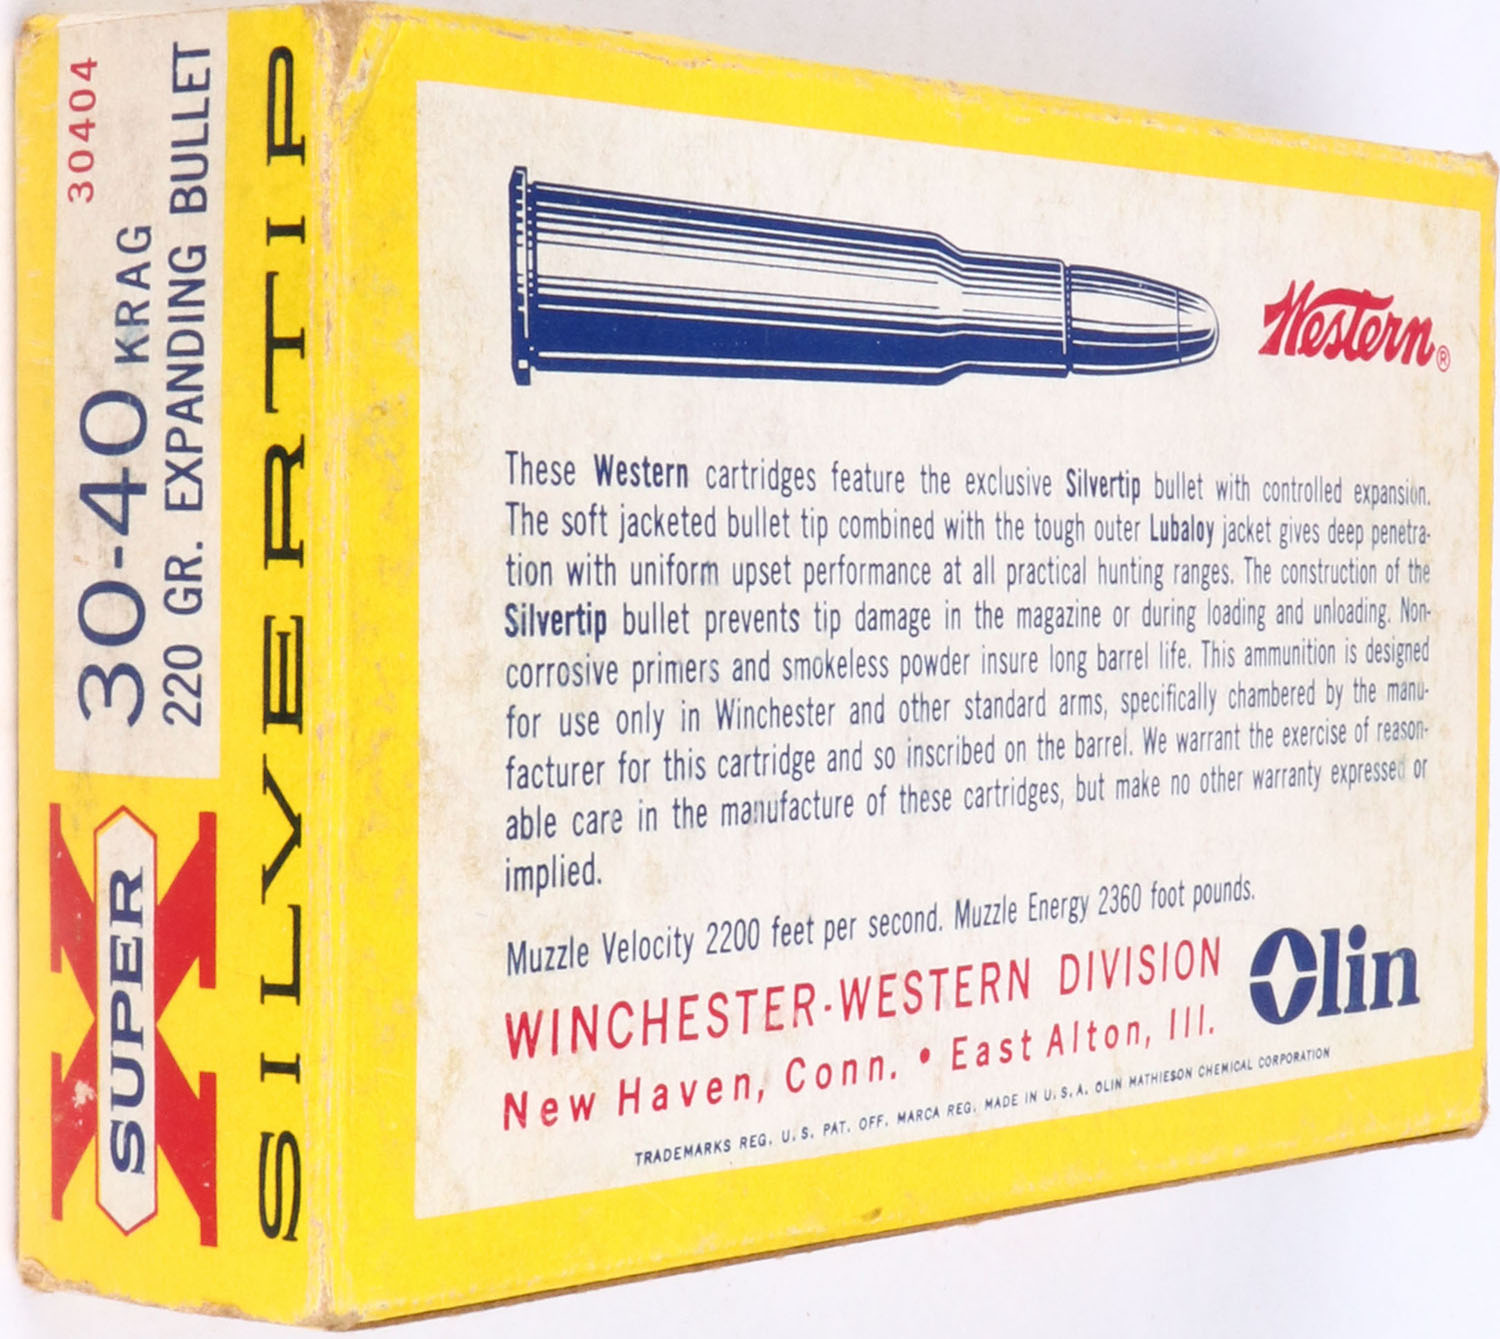 30404
30-40 KRAG
220 GR. EXPANDING BULLET
SUPER
X
SILVERTIP
Western®
These Western cartridges feature the exclusive Silvertip bullet with controlled expansion.
The soft jacketed bullet tip combined with the tough outer Lubaloy jacket gives deep penetra-
tion with uniform upset performance at all practical hunting ranges. The construction of the
Silvertip bullet prevents tip damage in the magazine or during loading and unloading. Non-
corrosive primers and smokeless powder insure long barrel life. This ammunition is designed
for use only in Winchester and other standard arms, specifically chambered by the manu-
facturer for this cartridge and so inscribed on the barrel. We warrant the exercise of reason-
able care in the manufacture of these cartridges, but make no other warranty expressed or
implied.
Muzzle Velocity 2200 feet per second. Muzzle Energy 2360 foot pounds.
WINCHESTER-WESTERN DIVISION
New Haven, Conn. • East Alton, Ill.
Olin
TRADEMARKS REG. U.S. PAT. OFF. MARCA REG. MADE IN U.S.A. OLIN MATHIESON CHEMICAL CORPORATION